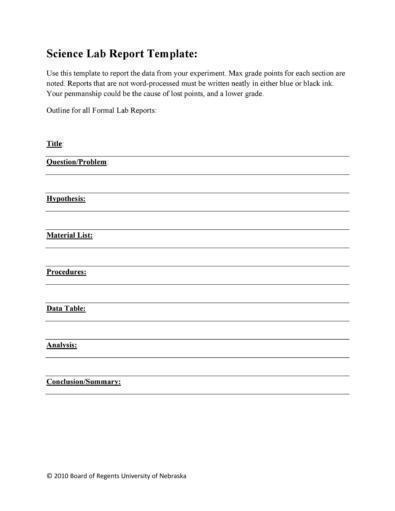 Science Lab Report Template:
Use this template to report the data from your experiment. Max grade points for each section are
noted. Reports that are not word-processed must be written neatly in either blue or black ink.
Your penmanship could be the cause of lost points, and a lower grade.
Outline for all Formal Lab Reports:
Title
Question/Problem
Hypothesis:
Material List:
Procedures:
Data Table:
Analysis:
Conclusion/Summary:
© 2010 Board of Regents University of Nebraska